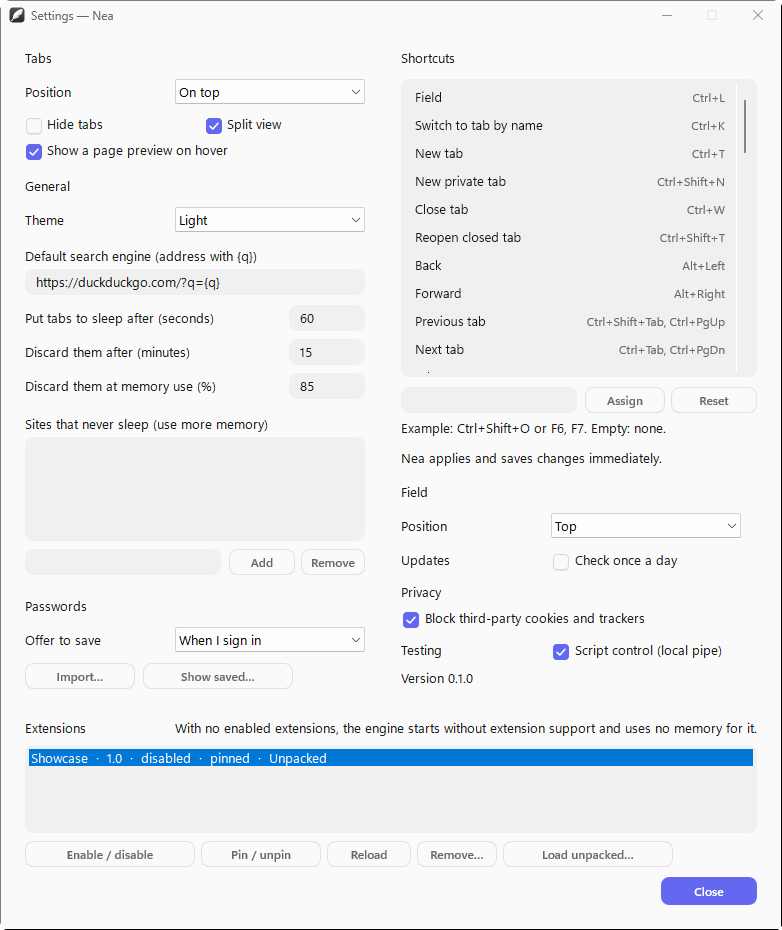 Settings — Nea
Tabs
Position
On top
Hide tabs
Split view
Show a page preview on hover
General
Theme
Light
Default search engine (address with {q})
https://duckduckgo.com/?q={q}
Put tabs to sleep after (seconds)
60
Discard them after (minutes)
15
Discard them at memory use (%)
85
Sites that never sleep (use more memory)
Add
Remove
Passwords
Offer to save
When I sign in
Import...
Show saved...
Shortcuts
Field Ctrl+L
Switch to tab by name Ctrl+K
New tab Ctrl+T
New private tab Ctrl+Shift+N
Close tab Ctrl+W
Reopen closed tab Ctrl+Shift+T
Back Alt+Left
Forward Alt+Right
Previous tab Ctrl+Shift+Tab, Ctrl+PgUp
Next tab Ctrl+Tab, Ctrl+PgDn
Assign
Reset
Example: Ctrl+Shift+O or F6, F7. Empty: none.
Nea applies and saves changes immediately.
Field
Position
Top
Updates
Check once a day
Privacy
Block third-party cookies and trackers
Testing
Script control (local pipe)
Version 0.1.0
Extensions
With no enabled extensions, the engine starts without extension support and uses no memory for it.
Showcase · 1.0 · disabled · pinned · Unpacked
Enable / disable
Pin / unpin
Reload
Remove...
Load unpacked...
Close